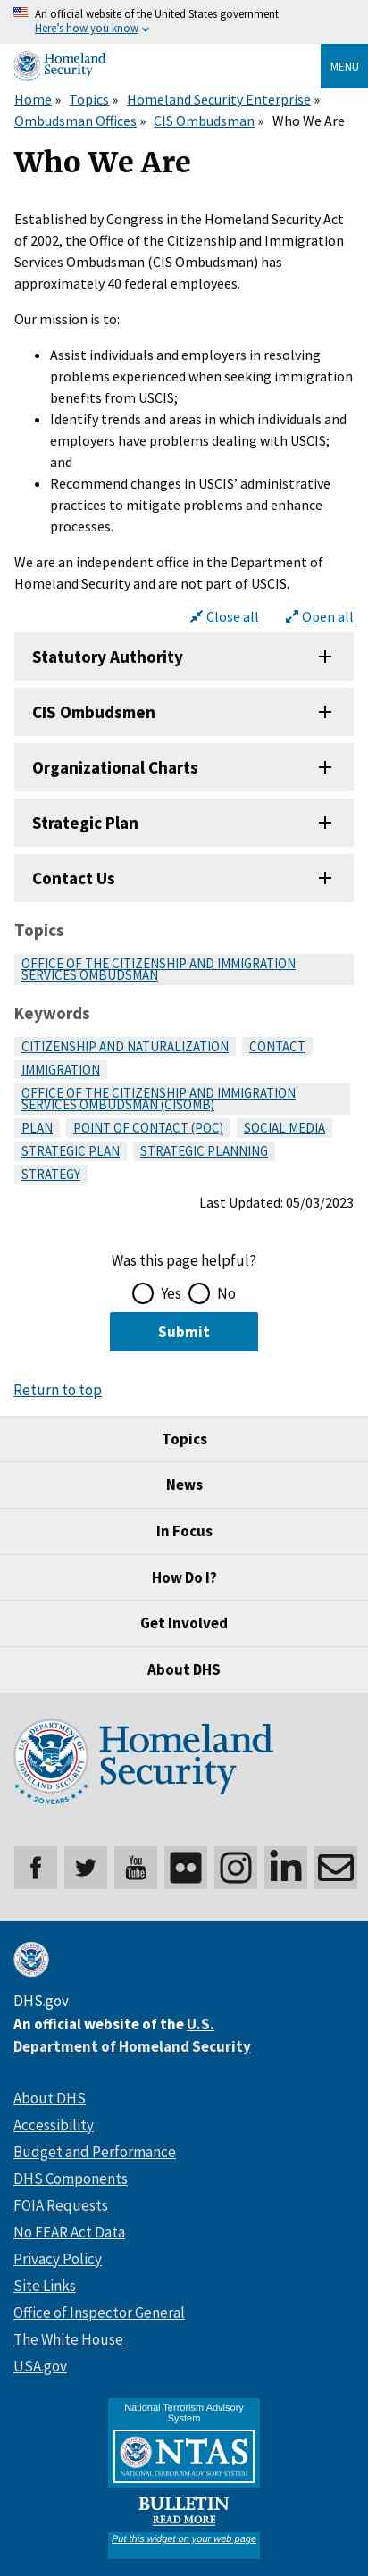 An official website of the United States government
Here's how you know
Homeland
Security
MENU
Home » Topics » Homeland Security Enterprise »
Ombudsman Offices » CIS Ombudsman » Who We Are
Who We Are
Established by Congress in the Homeland Security Act
of 2002, the Office of the Citizenship and Immigration
Services Ombudsman (CIS Ombudsman) has
approximately 40 federal employees.
Our mission is to:
• Assist individuals and employers in resolving
problems experienced when seeking immigration
benefits from USCIS;
• Identify trends and areas in which individuals and
employers have problems dealing with USCIS;
and
• Recommend changes in USCIS’ administrative
practices to mitigate problems and enhance
processes.
We are an independent office in the Department of
Homeland Security and are not part of USCIS.
Close all Open all
Statutory Authority
CIS Ombudsmen
Organizational Charts
Strategic Plan
Contact Us
Topics
OFFICE OF THE CITIZENSHIP AND IMMIGRATION
SERVICES OMBUDSMAN
Keywords
CITIZENSHIP AND NATURALIZATION CONTACT
IMMIGRATION
OFFICE OF THE CITIZENSHIP AND IMMIGRATION
SERVICES OMBUDSMAN (CISOMB)
PLAN POINT OF CONTACT (POC) SOCIAL MEDIA
STRATEGIC PLAN STRATEGIC PLANNING
STRATEGY
Last Updated: 05/03/2023
Was this page helpful?
Yes No
Submit
Return to top
Topics
News
In Focus
How Do I?
Get Involved
About DHS
U.S. DEPARTMENT OF HOMELAND SECURITY
20 YEARS
Homeland
Security
You
Tube
DHS.gov
An official website of the U.S.
Department of Homeland Security
About DHS
Accessibility
Budget and Performance
DHS Components
FOIA Requests
No FEAR Act Data
Privacy Policy
Site Links
Office of Inspector General
The White House
USA.gov
National Terrorism Advisory
System
NTAS
NATIONAL TERRORISM ADVISORY SYSTEM
BULLETIN
READ MORE
Put this widget on your web page